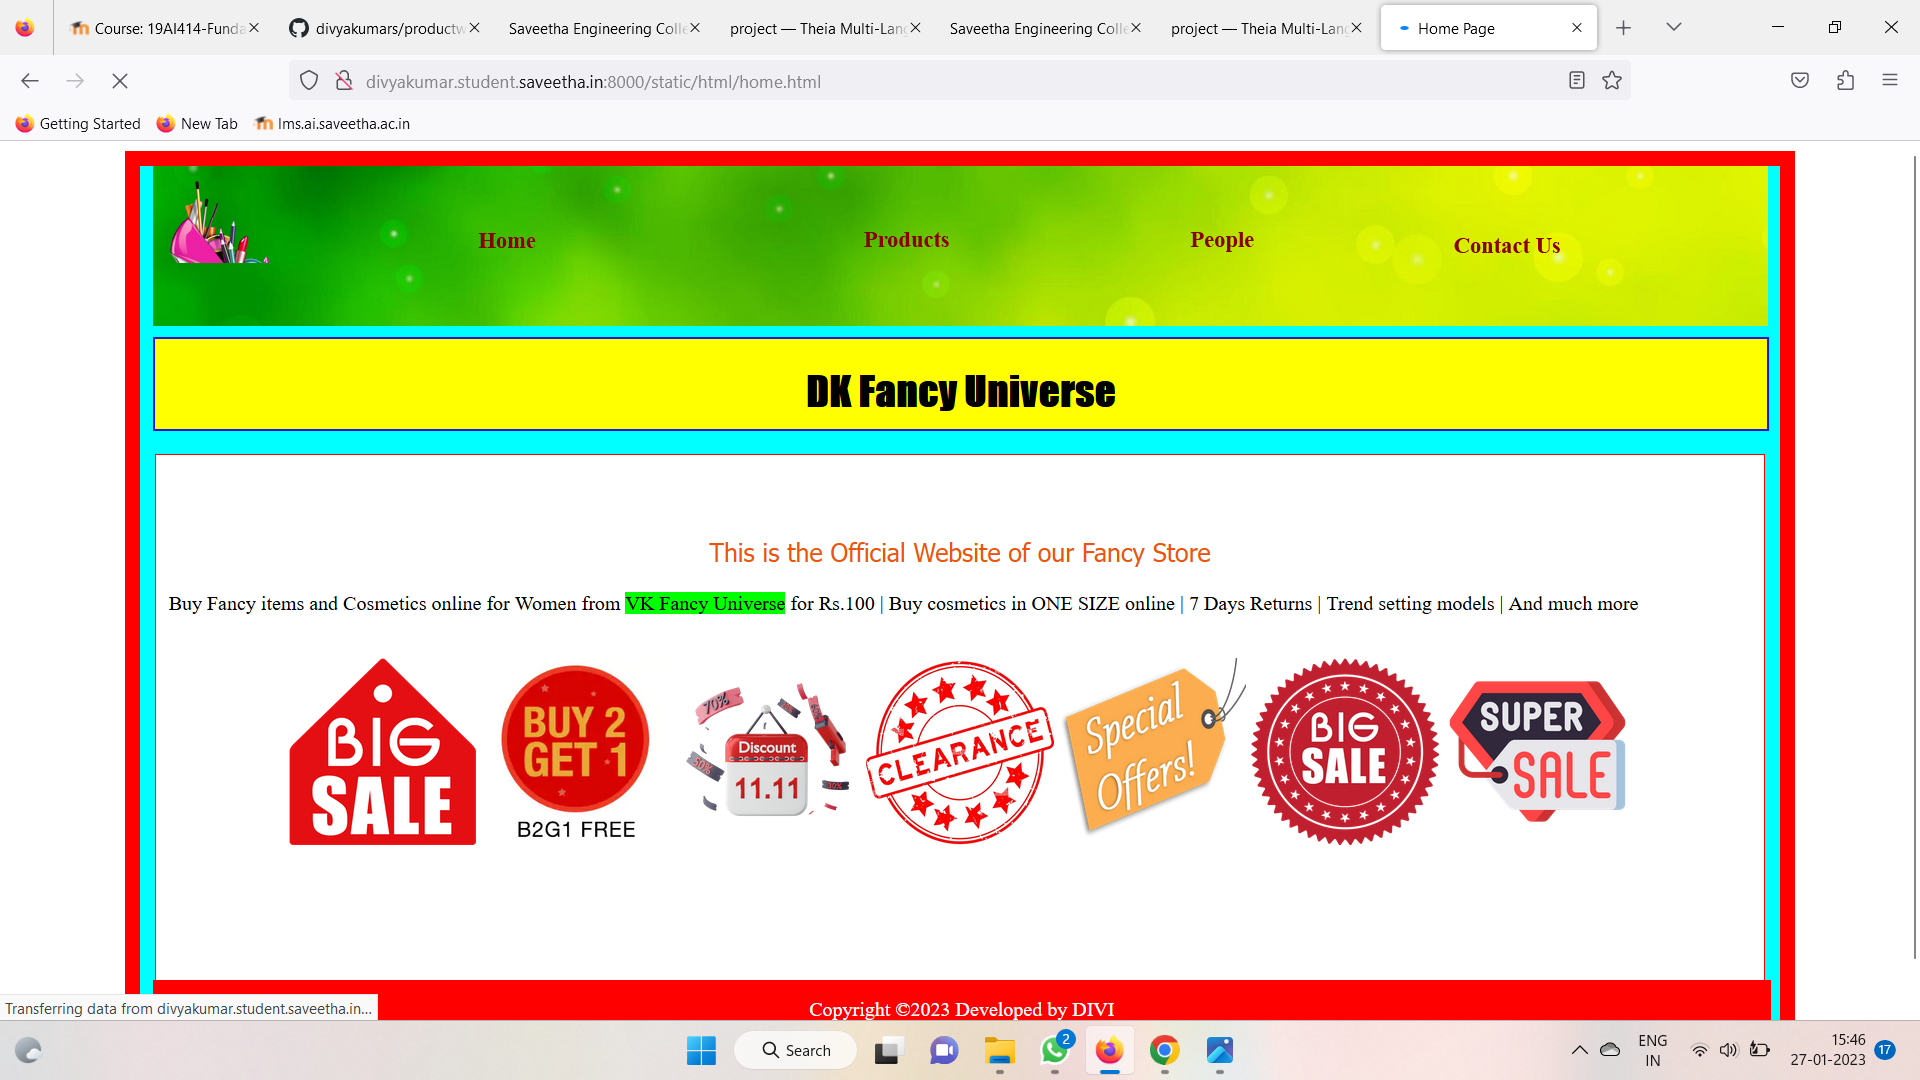 Course: 19AI414-Funda
divyakumars/productw
Saveetha Engineering Colle
project — Theia Multi-Lang
Saveetha Engineering Colle
project — Theia Multi-Lang
Home Page
divyakumar.student.saveetha.in:8000/static/html/home.html
Getting Started
New Tab
lms.ai.saveetha.ac.in
Home
Products
People
Contact Us
DK Fancy Universe
This is the Official Website of our Fancy Store
Buy Fancy items and Cosmetics online for Women from VK Fancy Universe for Rs.100 | Buy cosmetics in ONE SIZE online | 7 Days Returns | Trend setting models | And much more
BIG
SALE
BUY 2
GET 1
B2G1 FREE
70%
50%
Discount
11.11
CLEARANCE
Special
Offers!
BIG
SALE
SUPER
SALE
Copyright ©2023 Developed by DIVI
Transferring data from divyakumar.student.saveetha.in...
Search
2
ENG
IN
15:46
27-01-2023
17